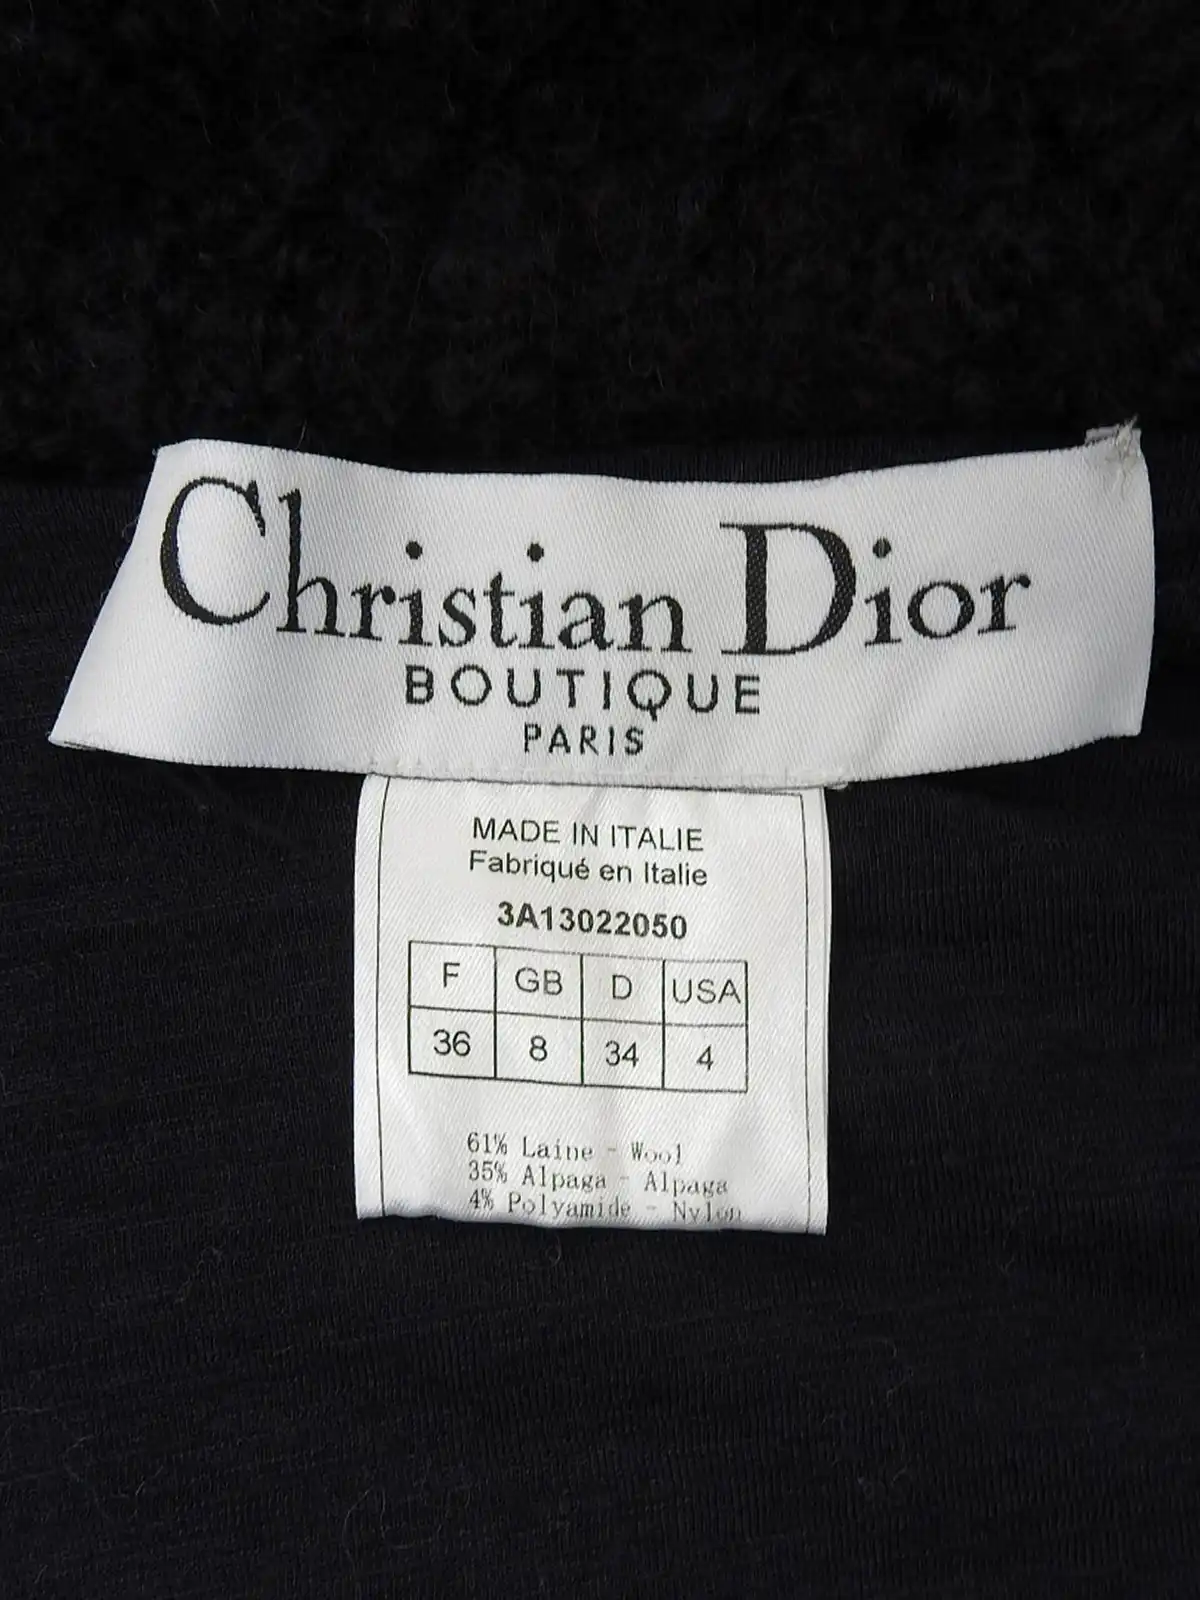 Christian Dior
BOUTIQUE
PARIS
MADE IN ITALIE
Fabriqué en Italie
3A13022050
F GB D USA
36 8 34 4
61% Laine - Wool
35% Alpaga - Alpaga
4% Polyamide - Nylon